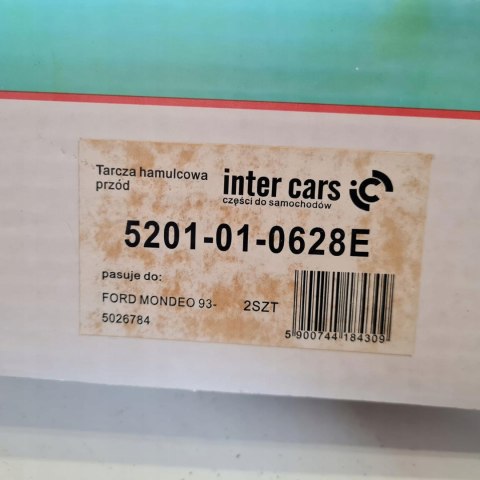 Tarcza hamulcowa
przód
inter cars
części do samochodów
5201-01-0628E
pasuje do:
FORD MONDEO 93- 2SZT
5026784
5 900744 184309